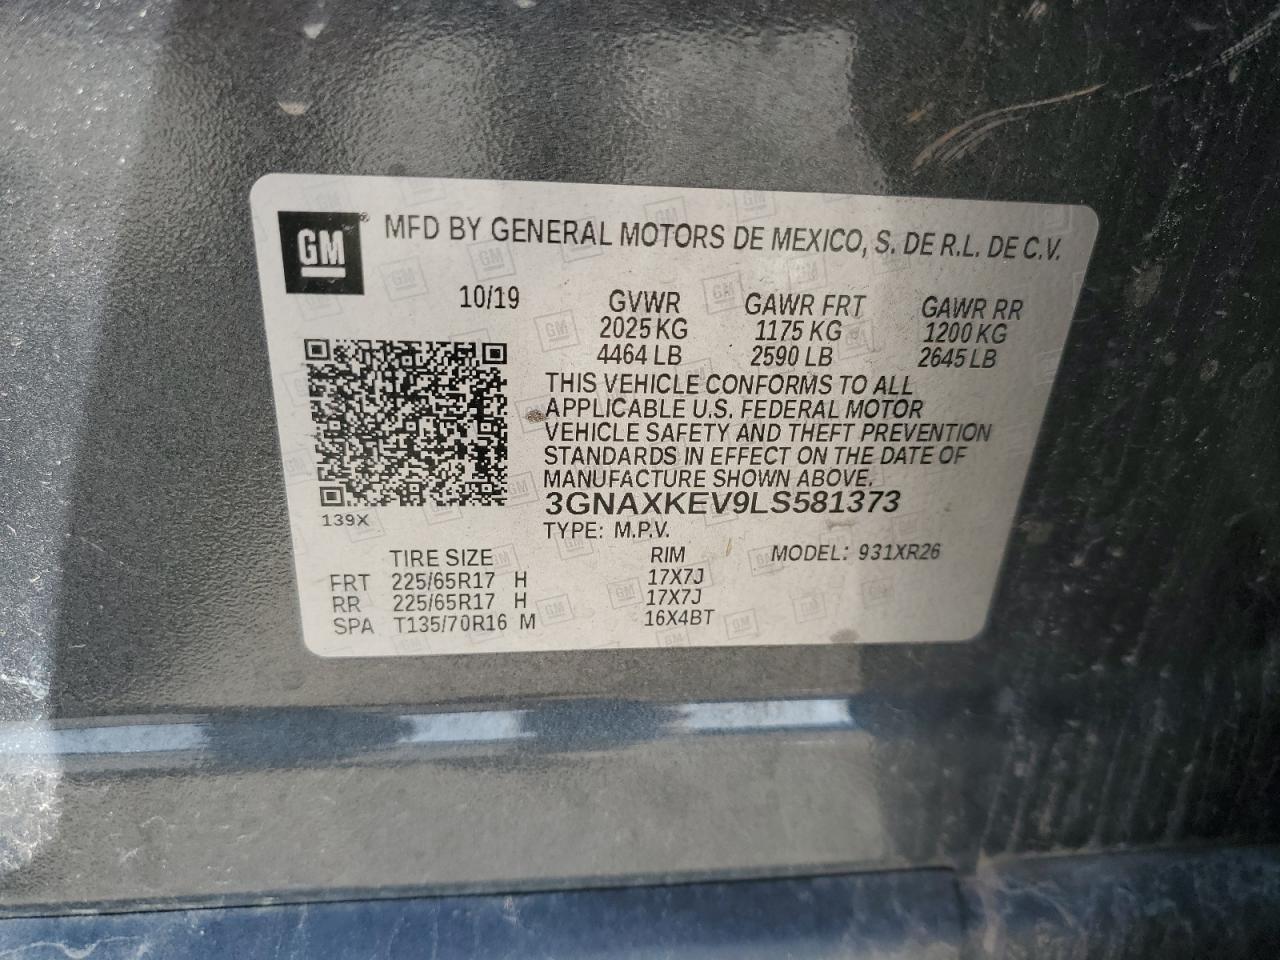 GM
MFD BY GENERAL MOTORS DE MEXICO, S. DE R.L. DE C.V.
10/19
GVWR GAWR FRT GAWR RR
2025 KG 1175 KG 1200 KG
4464 LB 2590 LB 2645 LB
THIS VEHICLE CONFORMS TO ALL
APPLICABLE U.S. FEDERAL MOTOR
VEHICLE SAFETY AND THEFT PREVENTION
STANDARDS IN EFFECT ON THE DATE OF
MANUFACTURE SHOWN ABOVE.
3GNAXKEV9LS581373
139X
TYPE: M.P.V.
TIRE SIZE RIM MODEL: 931XR26
FRT 225/65R17 H 17X7J
RR 225/65R17 H 17X7J
SPA T135/70R16 M 16X4BT